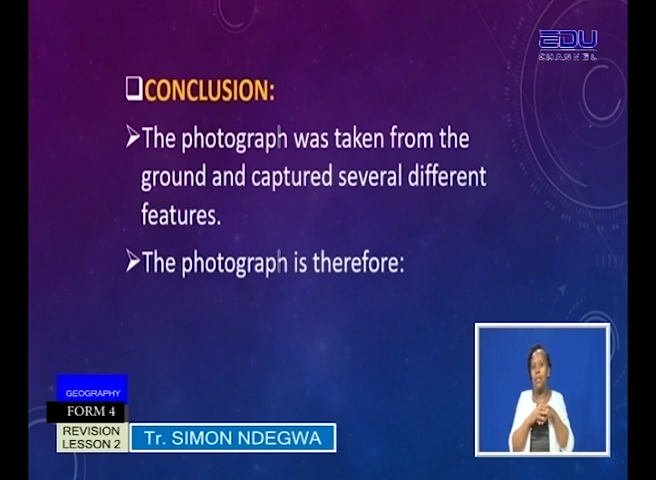 EDU
CHANNEL
❑CONCLUSION:
➢The photograph was taken from the
ground and captured several different
features.
➢The photograph is therefore:
GEOGRAPHY
FORM 4
REVISION
LESSON 2
Tr. SIMON NDEGWA